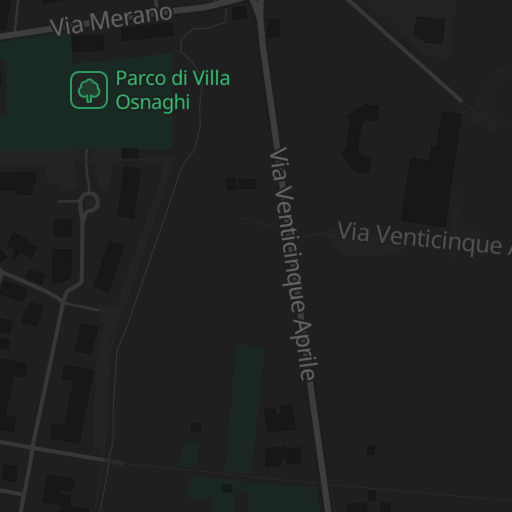 Via Merano
Parco di Villa
Osnaghi
Via Venticinque Aprile
Via Venticinque A